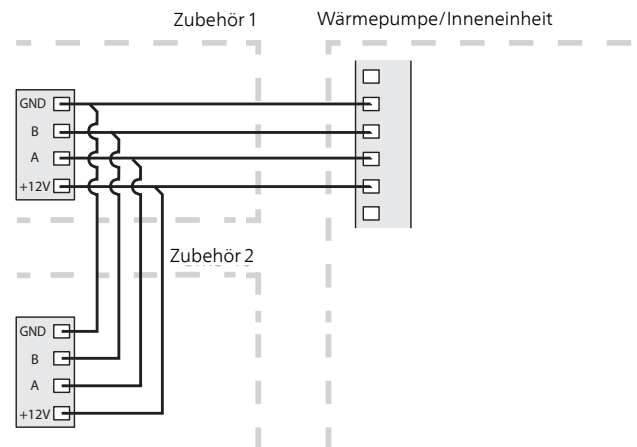 Zubehör 1
Wärmepumpe/Inneneinheit
GND
B
A
+12V
Zubehör 2
GND
B
A
+12V